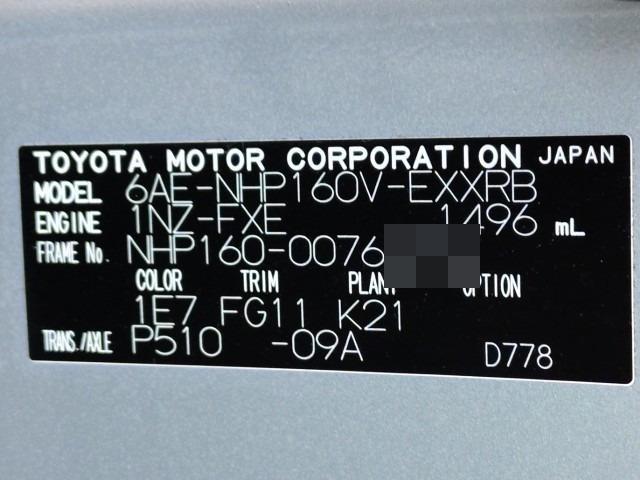 TOYOTA MOTOR CORPORATION JAPAN
MODEL 6AE-NHP160V-EXXRB
ENGINE 1NZ-FXE 1496 mL
FRAME No. NHP160-0076
COLOR TRIM PLANT OPTION
1E7 FG11 K21
TRANS./AXLE P510 -09A D778